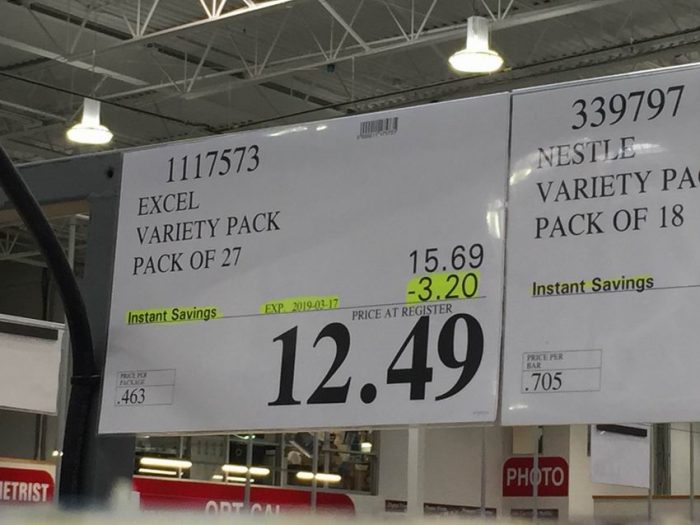 1117573
EXCEL
VARIETY PACK
PACK OF 27
15.69
-3.20
Instant Savings
EXP. 2019-03-17
PRICE AT REGISTER
12.49
PRICE PER
PACKAGE
.463
339797
NESTLE
VARIETY PA
PACK OF 18
Instant Savings
PRICE PER
BAR
.705
METRIST
OPTICAL
PHOTO